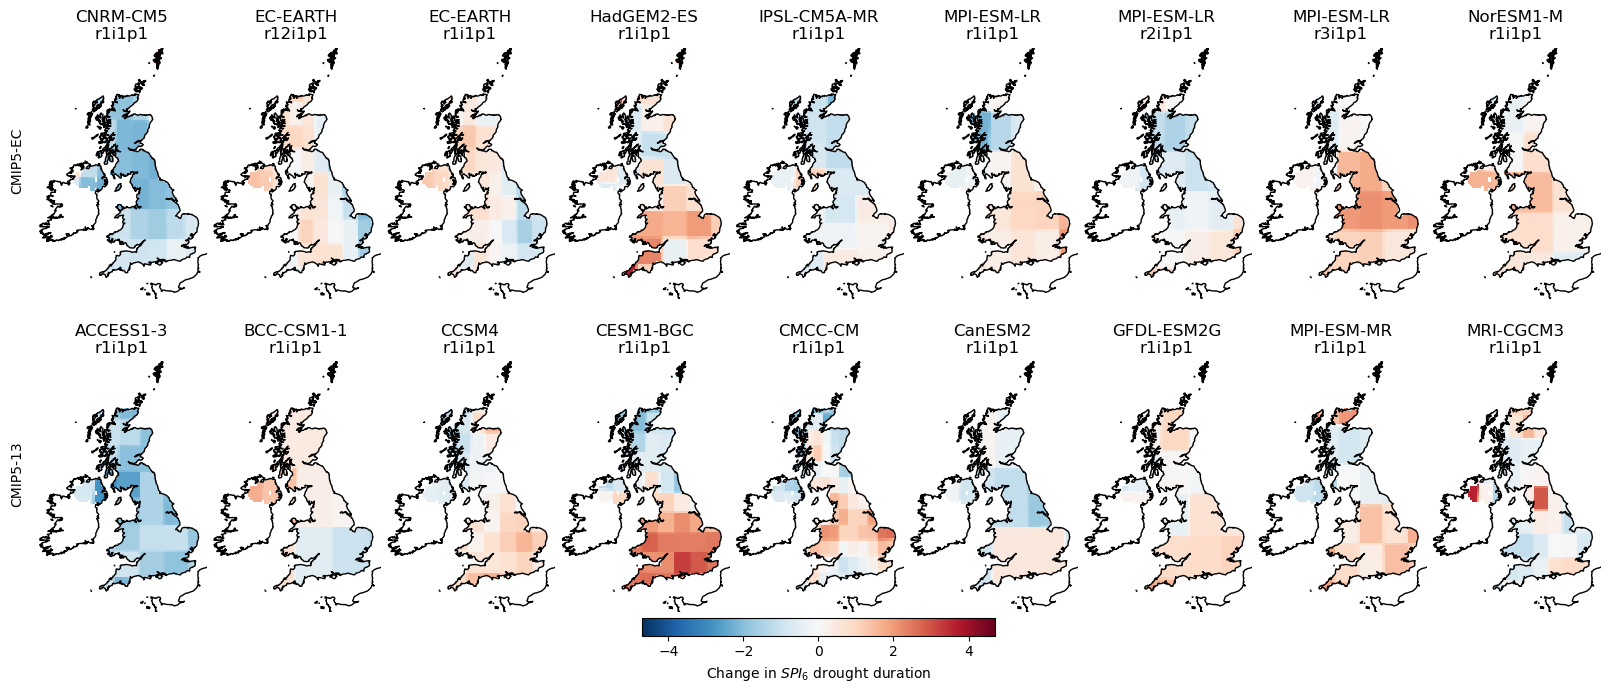 CNRM-CM5 EC-EARTH EC-EARTH HadGEM2-ES IPSL-CM5A-MR MPI-ESM-LR MPI-ESM-LR MPI-ESM-LR NorESM1-M
r1i1p1 r12i1p1 r1i1p1 r1i1p1 r1i1p1 r1i1p1 r2i1p1 r3i1p1 r1i1p1
CMIP5-EC
ACCESS1-3 BCC-CSM1-1 CCSM4 CESM1-BGC CMCC-CM CanESM2 GFDL-ESM2G MPI-ESM-MR MRI-CGCM3
r1i1p1 r1i1p1 r1i1p1 r1i1p1 r1i1p1 r1i1p1 r1i1p1 r1i1p1 r1i1p1
CMIP5-13
−4 −2 0 2 4
Change in SPI₆ drought duration